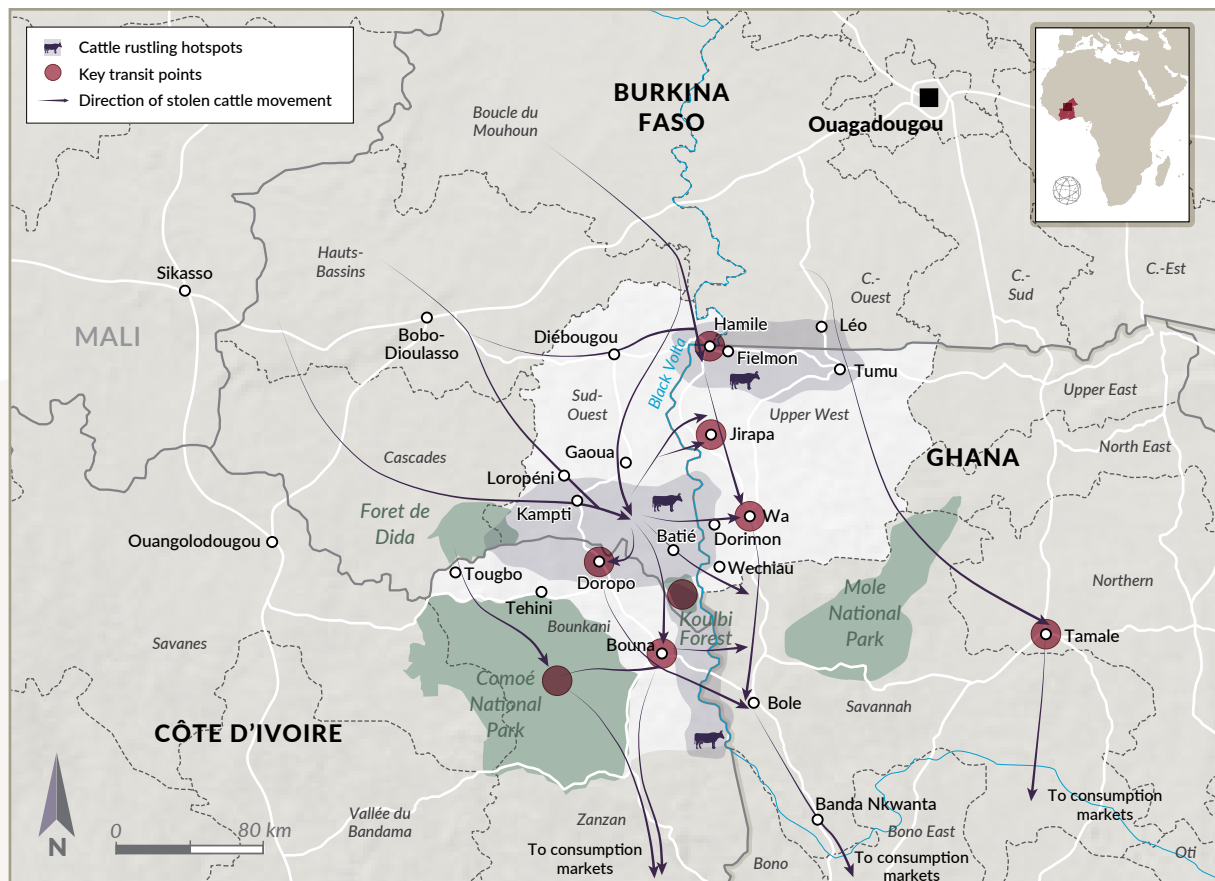 Cattle rustling hotspots
Key transit points
Direction of stolen cattle movement
BURKINA
FASO
Boucle du
Mouhoun
Ouagadougou
Hauts-
Bassins
Sikasso
C.-
Ouest
C.-
Sud
C.-Est
MALI
Bobo-
Dioulasso
Diébougou
Hamile
Léo
Fielmon
Tumu
Black Volta
Sud-
Ouest
Upper West
Upper East
North East
Jirapa
Gaoua
GHANA
Cascades
Loropéni
Kampti
Foret de
Dida
Wa
Dorimon
Batié
Ouangolodougou
Wechiau
Tougbo
Doropo
Tehini
Koulbi
Forest
Mole
National
Park
Northern
Bounkani
Bouna
Tamale
Savanes
Comoé
National
Park
Bole
Savannah
CÔTE D'IVOIRE
Banda Nkwanta
To consumption
markets
Vallée du
Bandama
Zanzan
Bono East
0
80 km
N
To consumption
markets
Bono
To consumption
markets
Oti